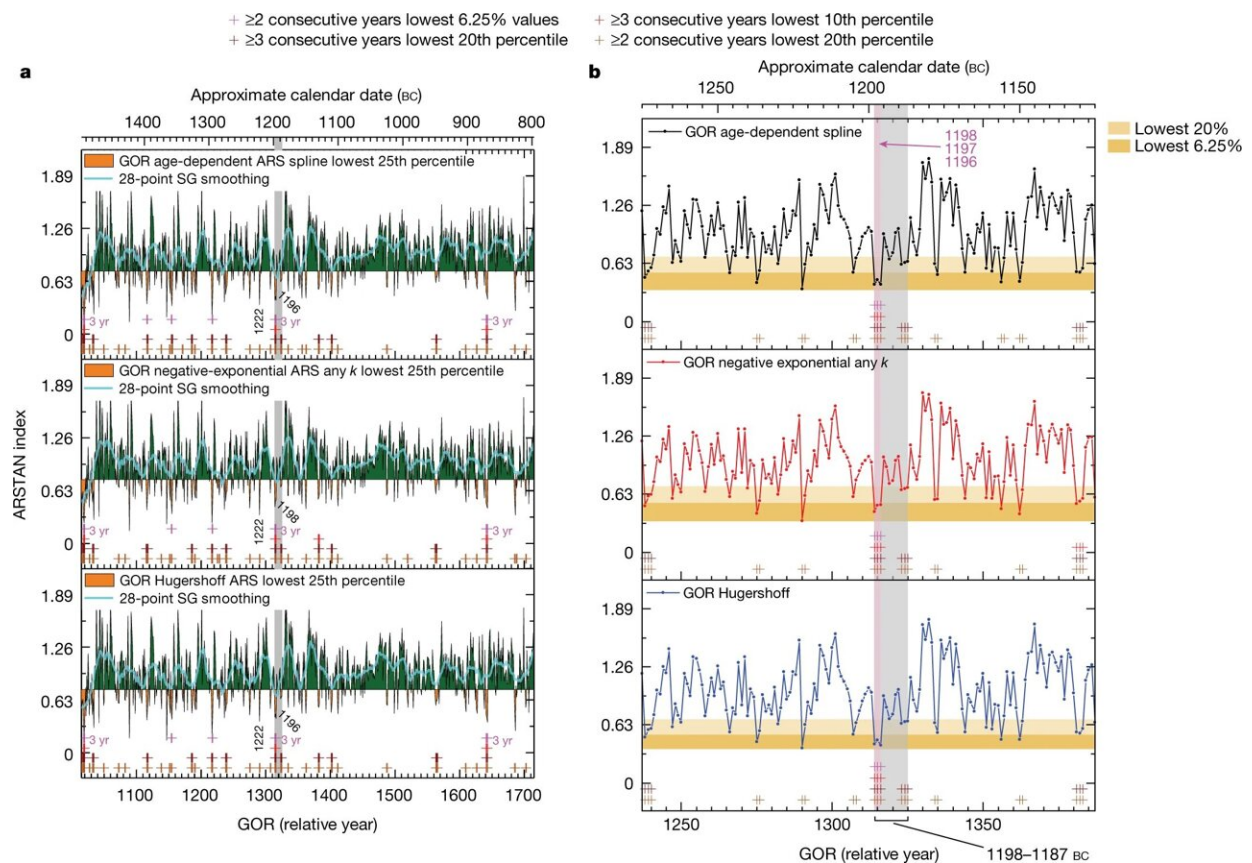 + ≥2 consecutive years lowest 6.25% values
+ ≥3 consecutive years lowest 10th percentile
+ ≥3 consecutive years lowest 20th percentile
+ ≥2 consecutive years lowest 20th percentile
a
Approximate calendar date (BC)
1400 1300 1200 1100 1000 900 800
GOR age-dependent ARS spline lowest 25th percentile
28-point SG smoothing
1.89
1.26
0.63
0
3 yr
1222
1196
3 yr
3 yr
GOR negative-exponential ARS any k lowest 25th percentile
28-point SG smoothing
1.89
1.26
0.63
0
3 yr
1222
1198
3 yr
3 yr
GOR Hugershoff ARS lowest 25th percentile
28-point SG smoothing
1.89
1.26
0.63
0
3 yr
1222
1196
3 yr
3 yr
ARSTAN index
1100 1200 1300 1400 1500 1600 1700
GOR (relative year)
b
Approximate calendar date (BC)
1250 1200 1150
GOR age-dependent spline
1198
1197
1196
Lowest 20%
Lowest 6.25%
1.89
1.26
0.63
0
GOR negative exponential any k
1.89
1.26
0.63
0
GOR Hugershoff
1.89
1.26
0.63
0
1250 1300 1350
GOR (relative year)
1198–1187 BC